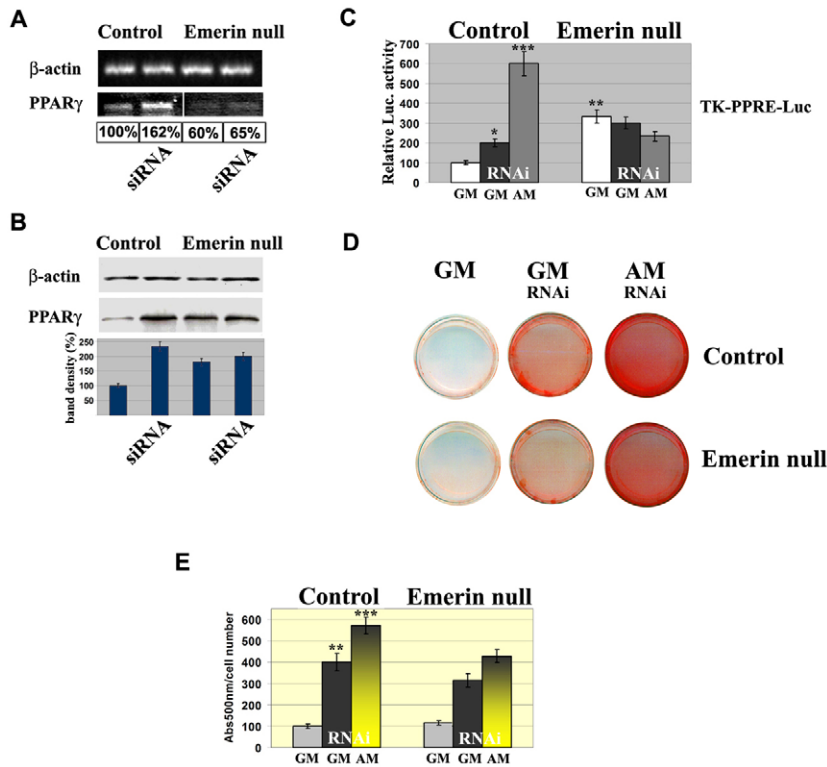 A
Control Emerin null
β-actin
PPARγ
100% 162% 60% 65%
siRNA siRNA
B
Control Emerin null
β-actin
PPARγ
band density (%)
250
200
150
100
50
siRNA siRNA
C
Control Emerin null
Relative Luc. activity
700
600
500
400
300
200
100
0
* *** **
RNAi RNAi
GM GM AM GM GM AM
TK-PPRE-Luc
D
GM GM AM
RNAi RNAi
Control
Emerin null
E
Control Emerin null
Abs500nm/cell number
600
500
400
300
200
100
0
** ***
RNAi RNAi
GM GM AM GM GM AM